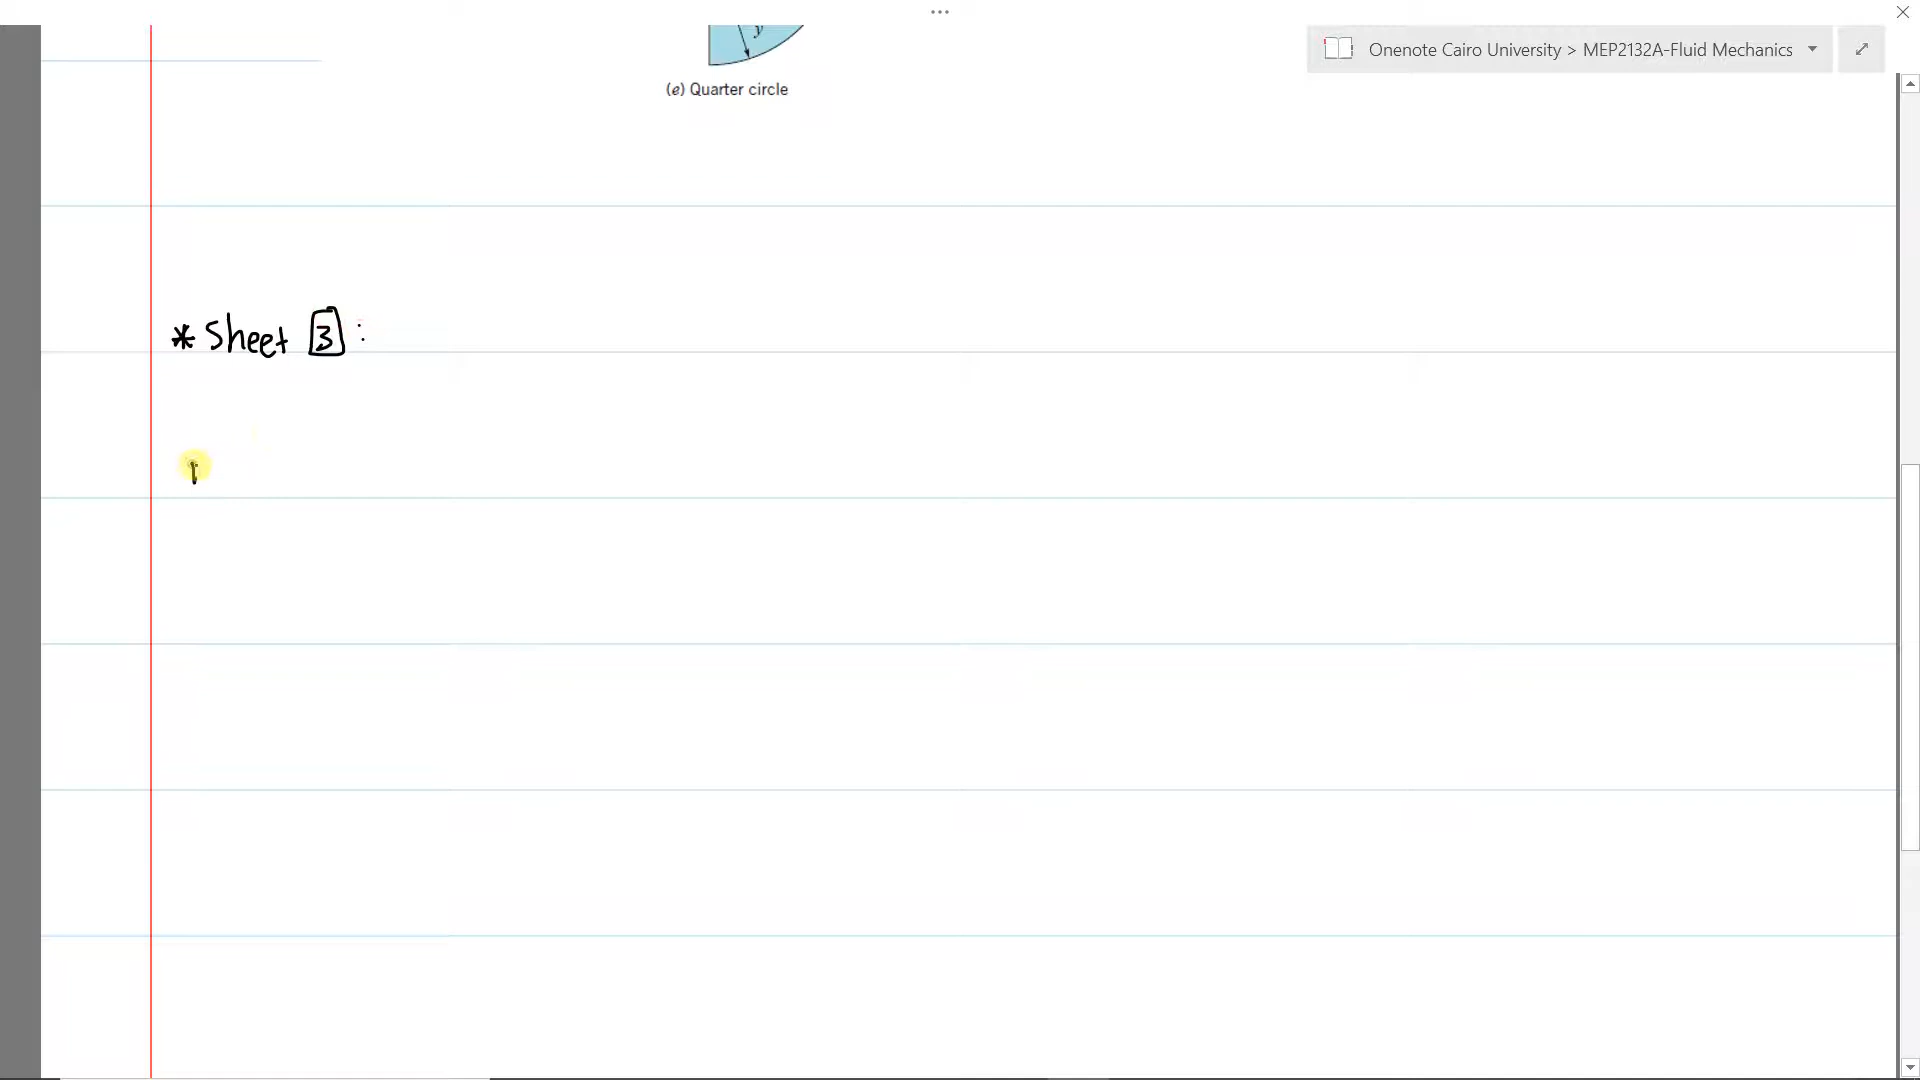 y
Onenote Cairo University > MEP2132A-Fluid Mechanics
(e) Quarter circle
* Sheet 3 :